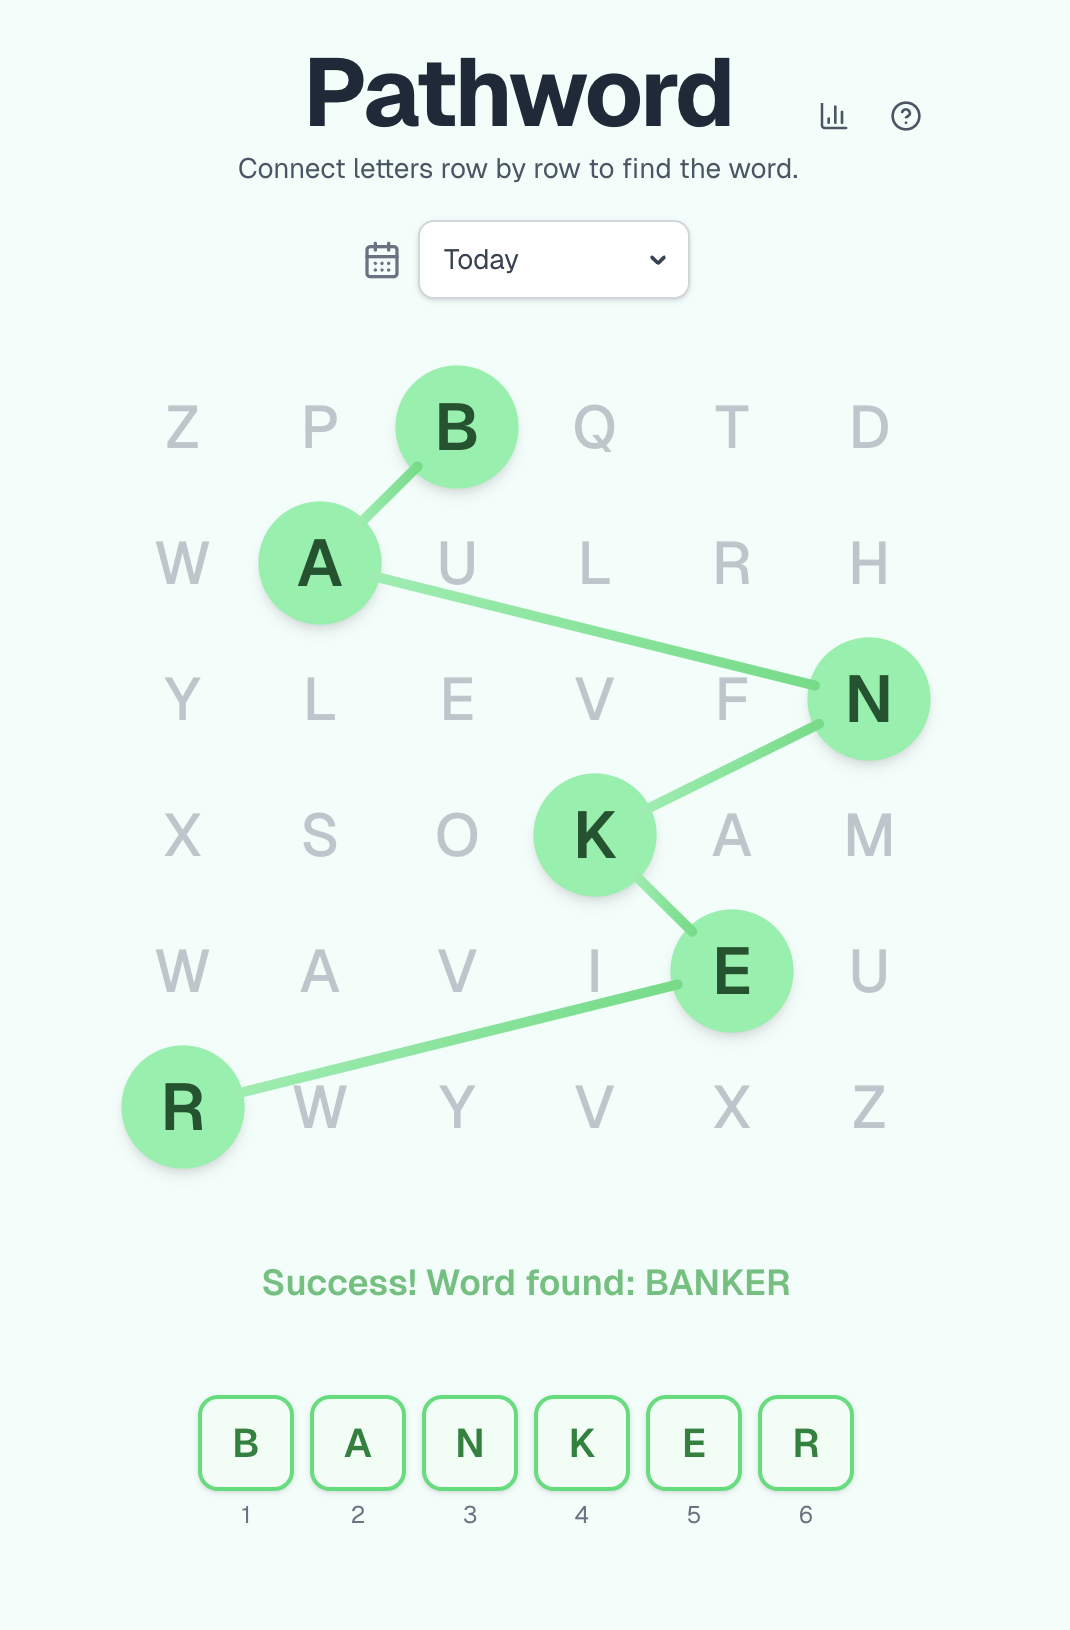 Pathword
Connect letters row by row to find the word.
Today
Z P B Q T D
W A U L R H
Y L E V F N
X S O K A M
W A V I E U
R W Y V X Z
Success! Word found: BANKER
B A N K E R
1 2 3 4 5 6